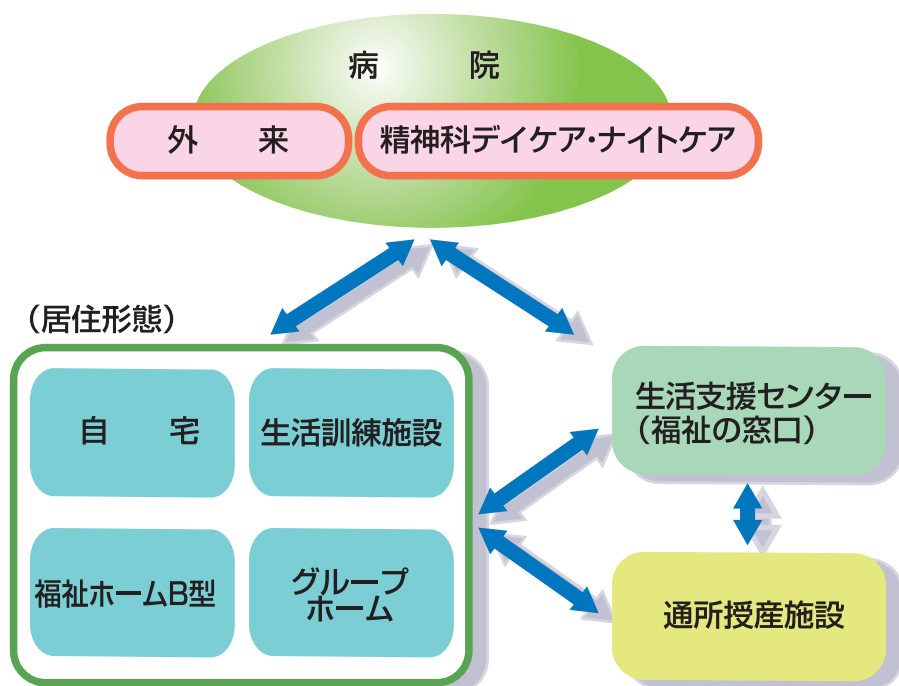 病　　院
外　　来
精神科デイケア・ナイトケア
（居住形態）
自　　宅
生活訓練施設
福祉ホームB型
グループ
ホーム
生活支援センター
（福祉の窓口）
通所授産施設